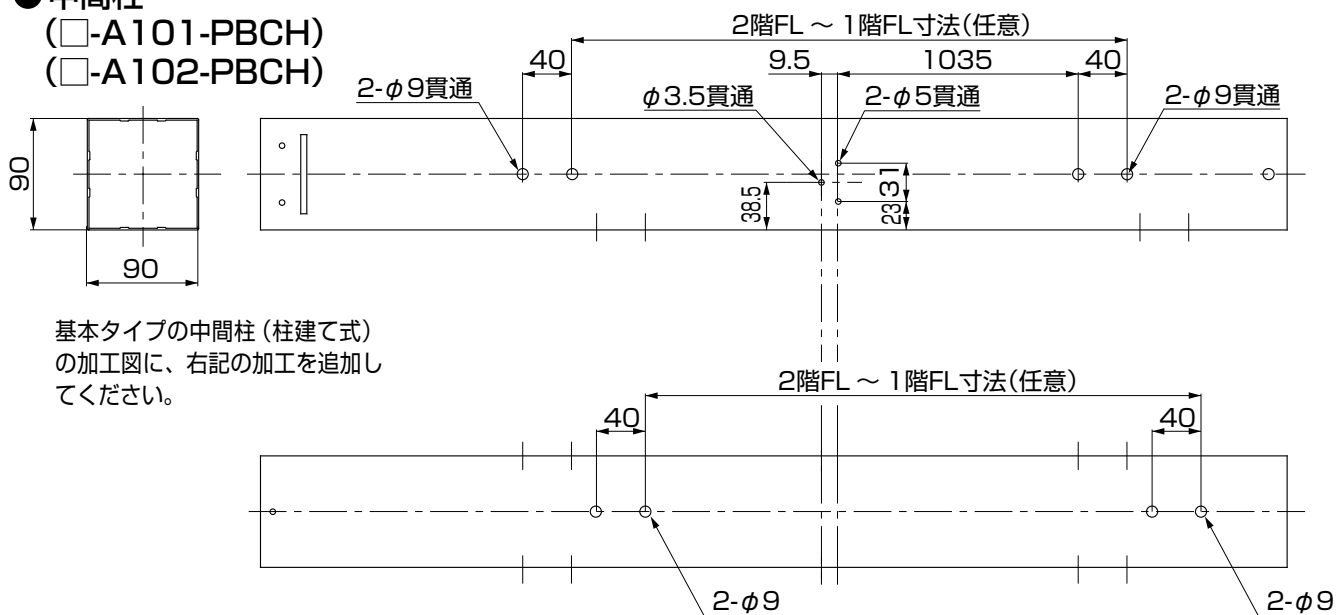 ●中間柱
(□-A101-PBCH)
(□-A102-PBCH)
2階FL ～ 1階FL寸法(任意)
40
9.5
1035
40
2-φ9貫通
φ3.5貫通
2-φ5貫通
2-φ9貫通
90
90
38.5
31
23
基本タイプの中間柱 (柱建て式)
の加工図に、右記の加工を追加し
てください。
2階FL ～ 1階FL寸法(任意)
40
40
2-φ9
2-φ9